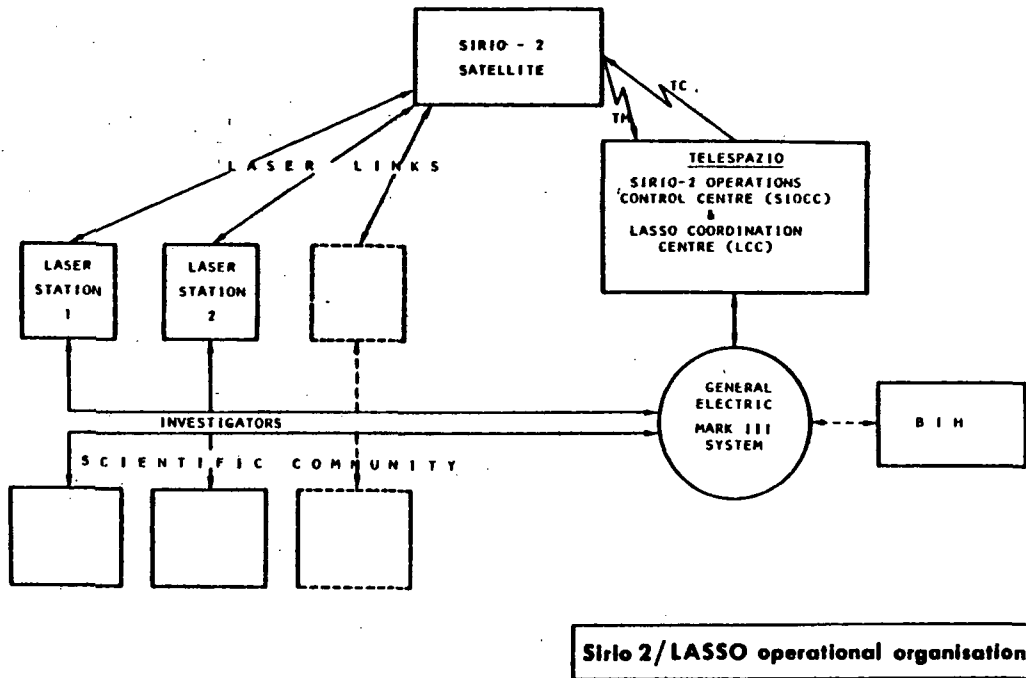 SIRIO - 2
SATELLITE
TC
TM
LASER LINKS
TELESPAZIO
SIRIO-2 OPERATIONS
CONTROL CENTRE (SIOCC)
&
LASSO COORDINATION
CENTRE (LCC)
LASER
STATION
1
LASER
STATION
2
GENERAL
ELECTRIC
MARK III
SYSTEM
BIH
INVESTIGATORS
SCIENTIFIC COMMUNITY
Sirio 2/LASSO operational organisation